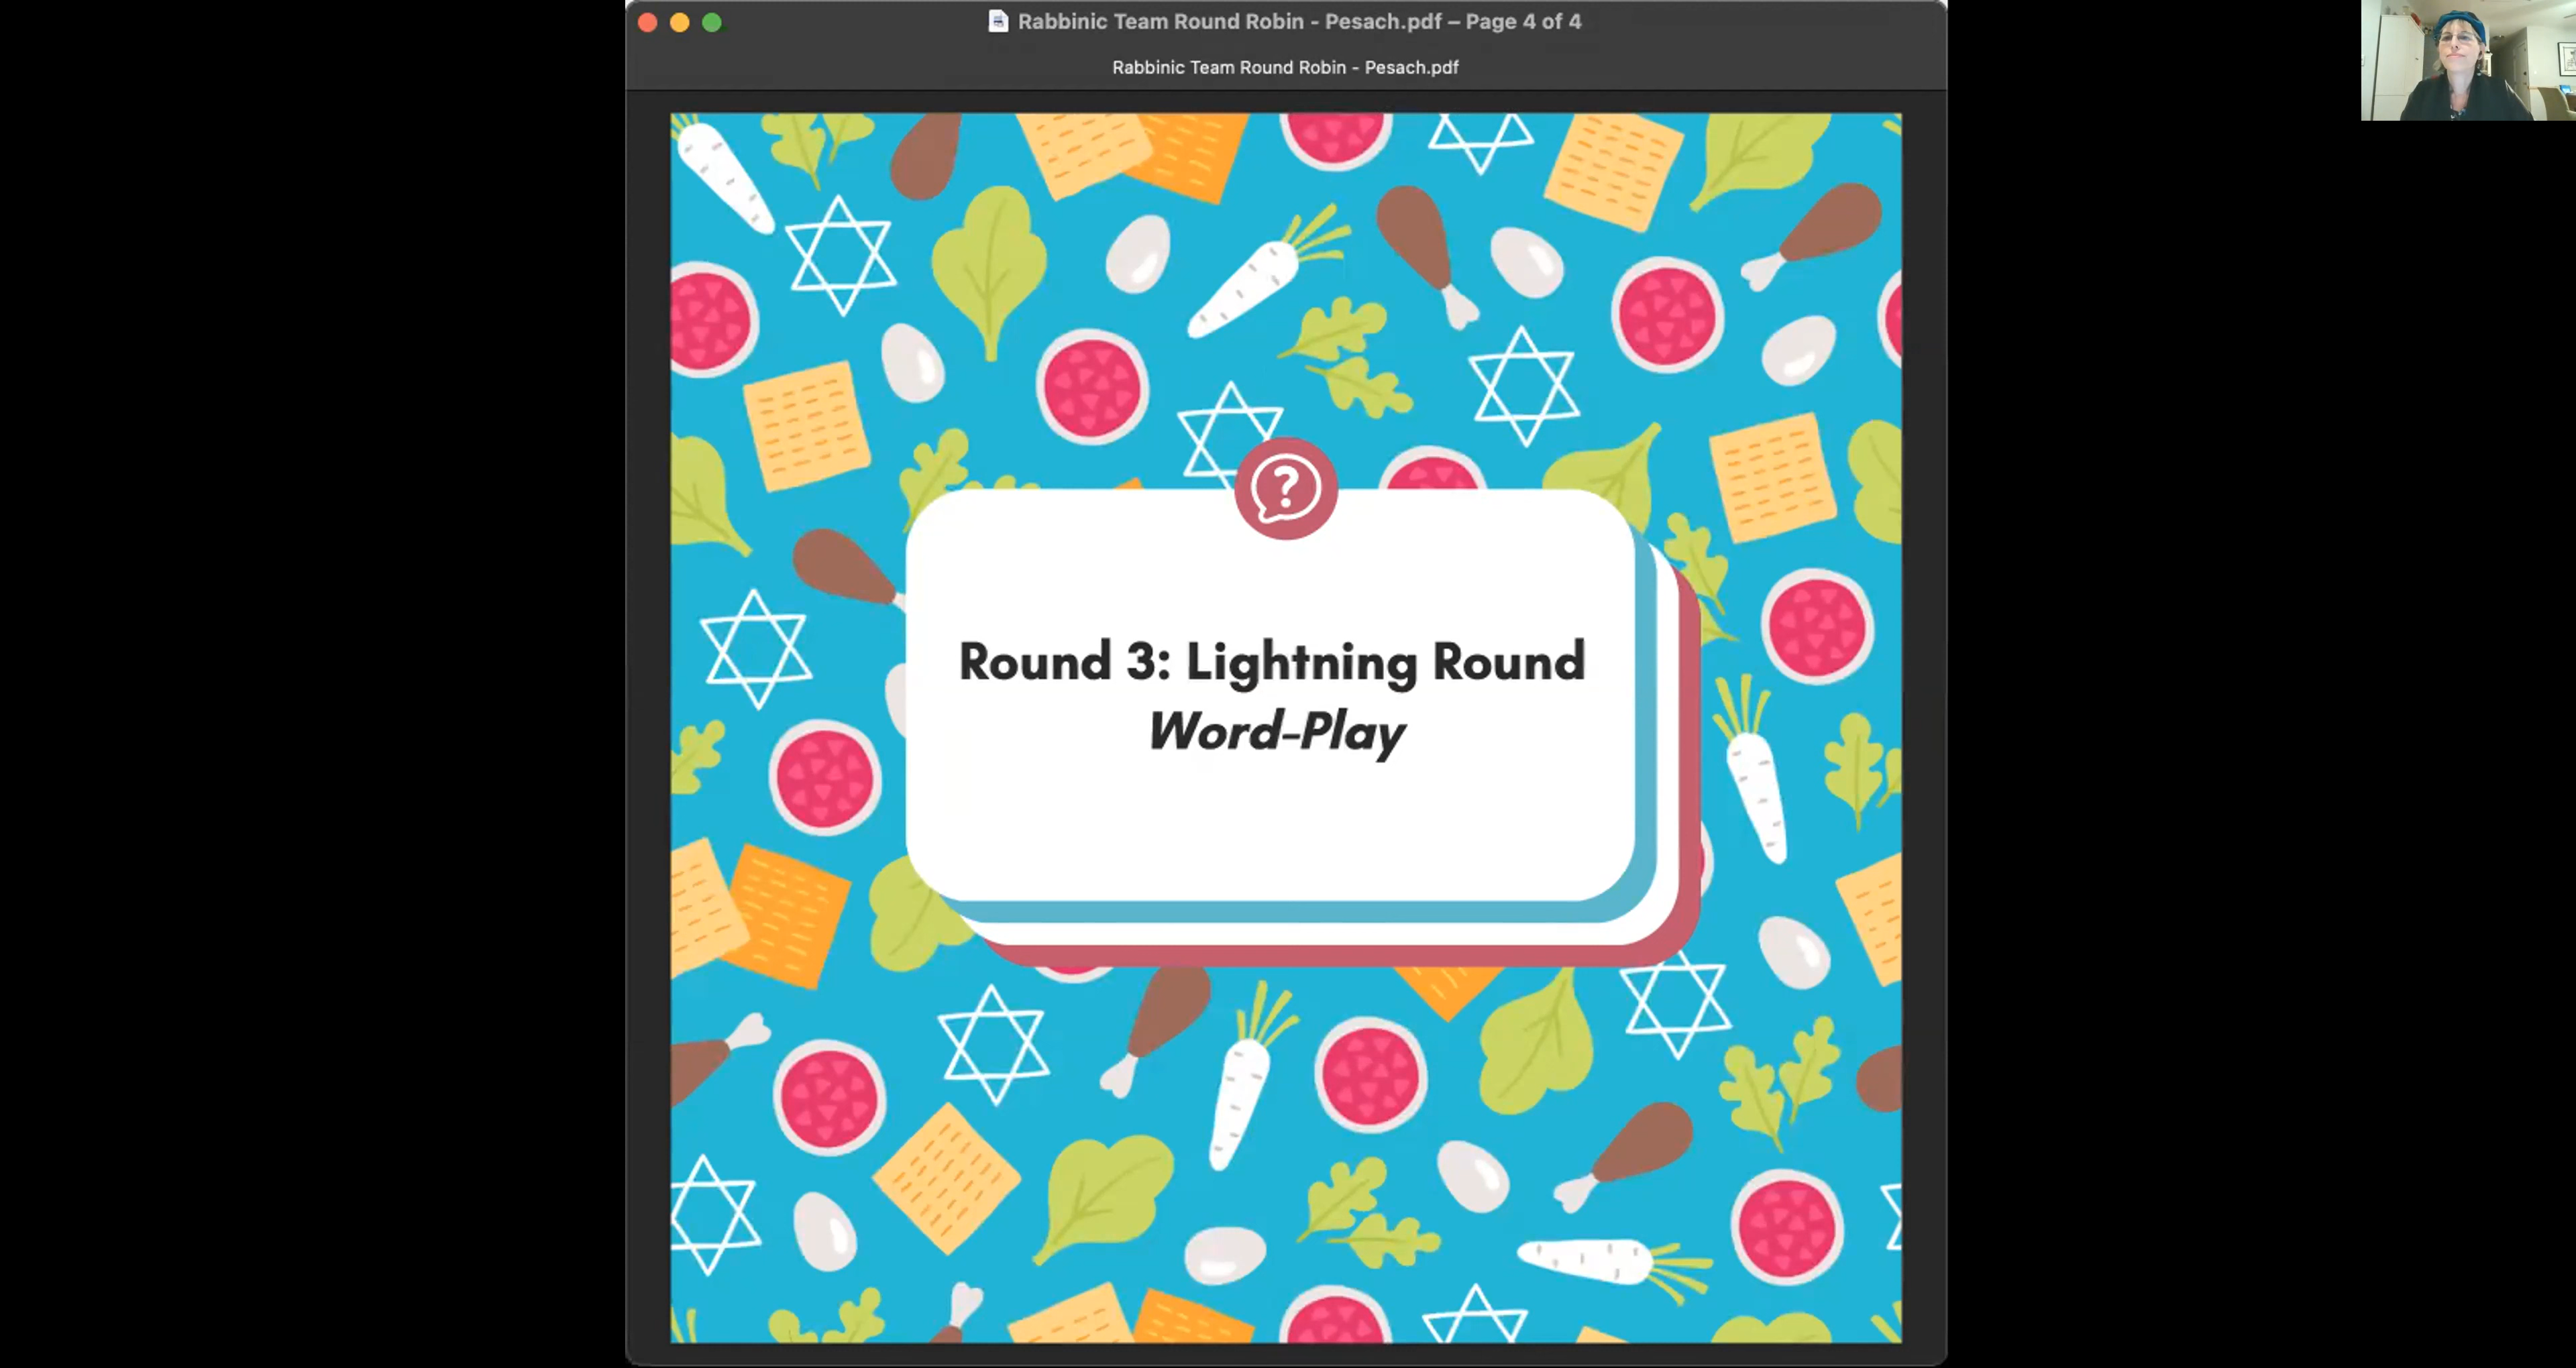 Rabbinic Team Round Robin - Pesach.pdf – Page 4 of 4
Rabbinic Team Round Robin - Pesach.pdf
?
Round 3: Lightning Round
Word-Play